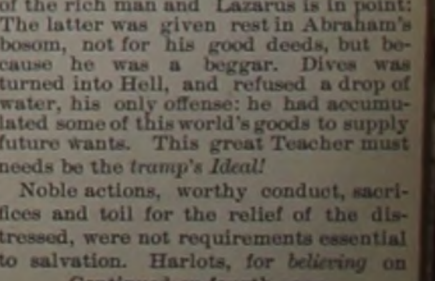 of the rich man and Lazarus is in point:
The latter was given rest in Abraham's
bosom, not for his good deeds, but be-
cause he was a beggar. Dives was
turned into Hell, and refused a drop of
water, his only offense: he had accumu-
lated some of this world's goods to supply
future wants. This great Teacher must
needs be the tramp's Ideal!
Noble actions, worthy conduct, sacri-
fices and toil for the relief of the dis-
tressed, were not requirements essential
to salvation. Harlots, for believing on